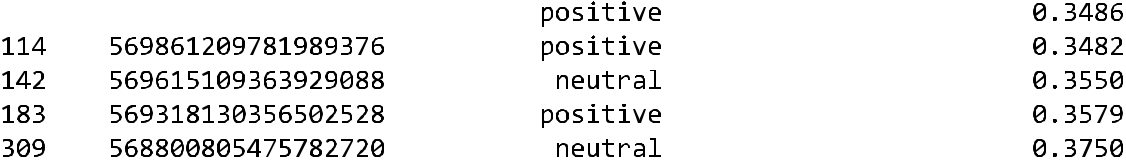 positive 0.3486
114 569861209781989376 positive 0.3482
142 569615109363929088 neutral 0.3550
183 569318130356502528 positive 0.3579
309 568800805475782720 neutral 0.3750